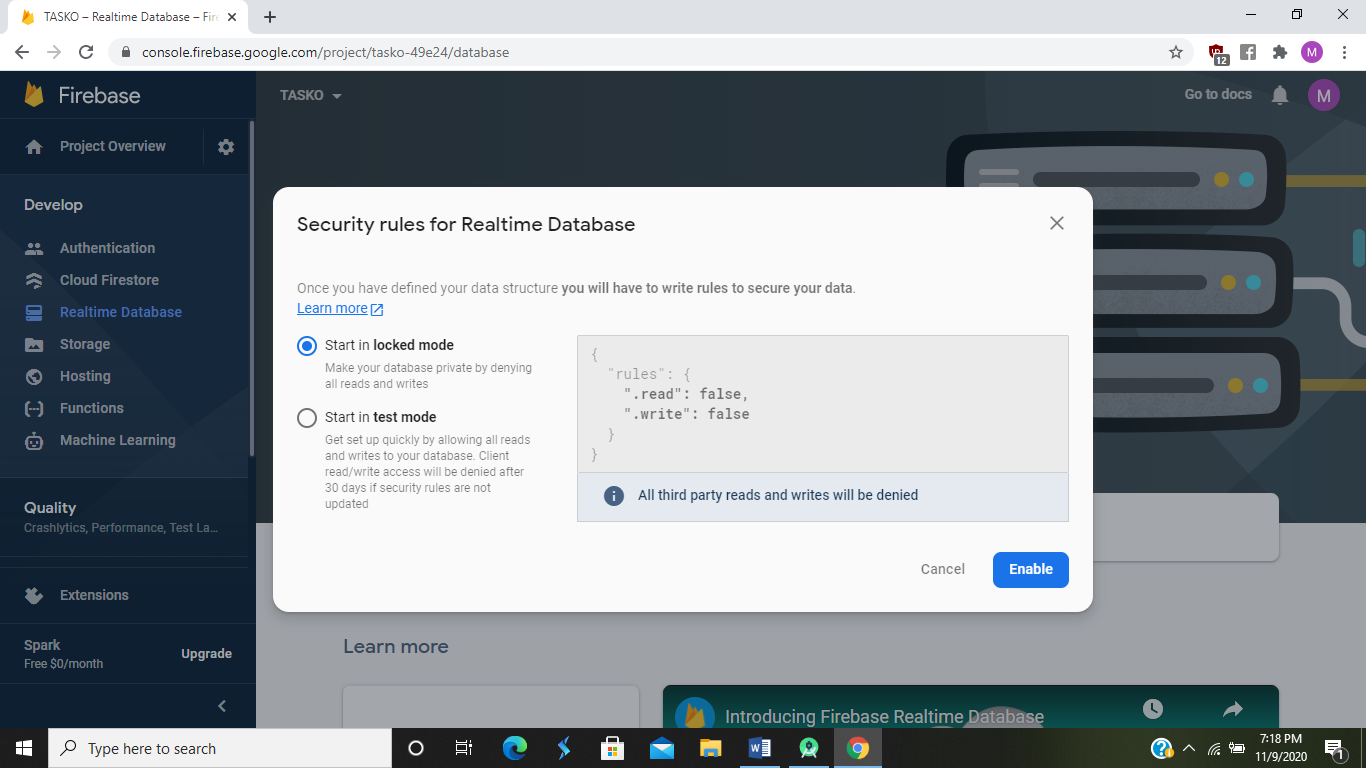 TASKO – Realtime Database – Fire
console.firebase.google.com/project/tasko-49e24/database
12
M
Firebase
TASKO
Go to docs
M
Project Overview
Develop
Authentication
Cloud Firestore
Realtime Database
Storage
Hosting
Functions
Machine Learning
Quality
Crashlytics, Performance, Test La...
Extensions
Spark
Free $0/month
Upgrade
Security rules for Realtime Database
Once you have defined your data structure you will have to write rules to secure your data.
Learn more
Start in locked mode
Make your database private by denying
all reads and writes
Start in test mode
Get set up quickly by allowing all reads
and writes to your database. Client
read/write access will be denied after
30 days if security rules are not
updated
{
"rules": {
".read": false,
".write": false
}
}
All third party reads and writes will be denied
Cancel
Enable
Learn more
Introducing Firebase Realtime Database
Type here to search
7:18 PM
11/9/2020
1